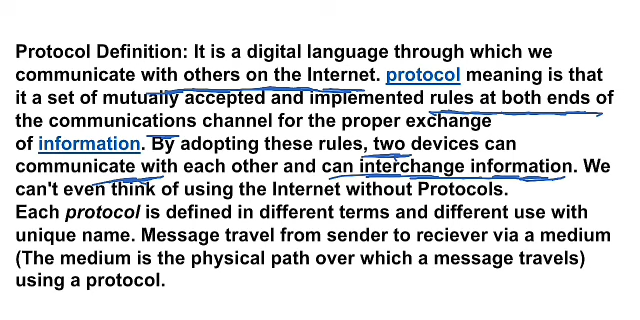 Protocol Definition: It is a digital language through which we
communicate with others on the Internet. protocol meaning is that
it a set of mutually accepted and implemented rules at both ends of
the communications channel for the proper exchange
of information. By adopting these rules, two devices can
communicate with each other and can interchange information. We
can't even think of using the Internet without Protocols.
Each protocol is defined in different terms and different use with
unique name. Message travel from sender to reciever via a medium
(The medium is the physical path over which a message travels)
using a protocol.